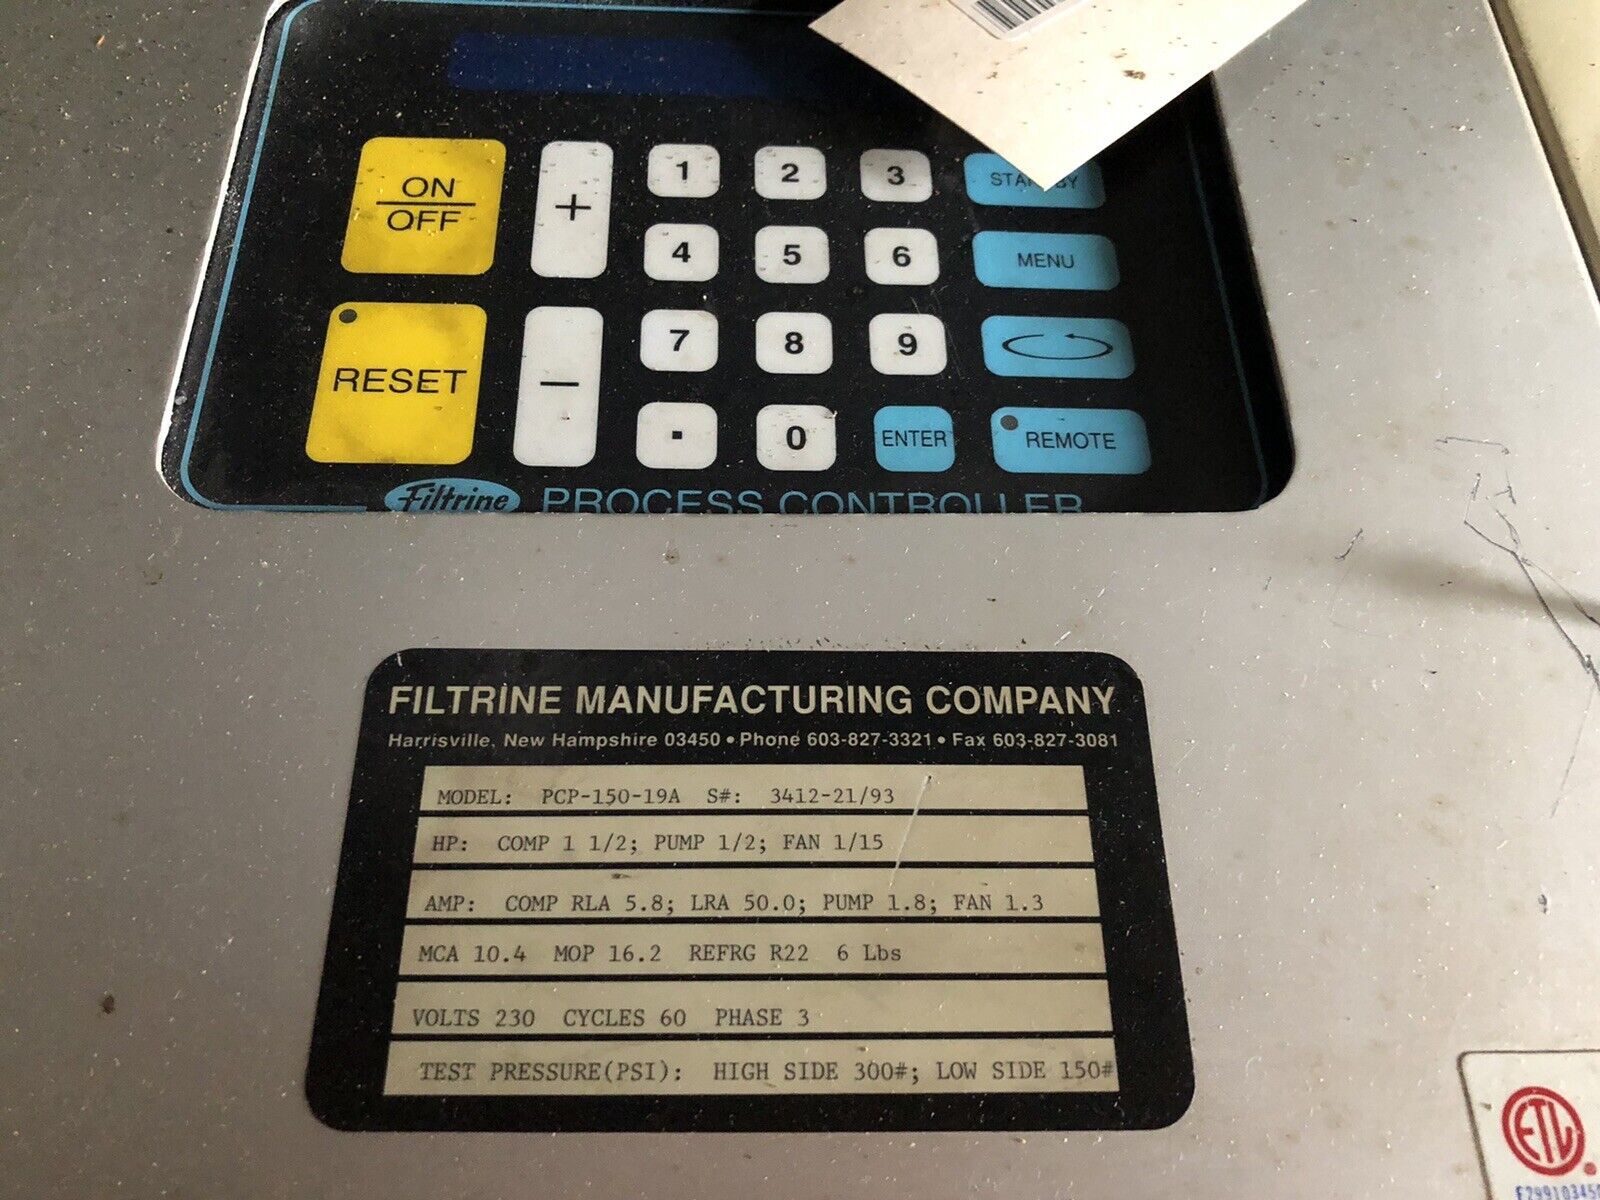 ON
OFF
+
1
2
3
4
5
6
MENU
RESET
−
7
8
9
.
0
ENTER
REMOTE
Filtrine PROCESS CONTROLLER
FILTRINE MANUFACTURING COMPANY
Harrisville, New Hampshire 03450 • Phone 603-827-3321 • Fax 603-827-3081
MODEL: PCP-150-19A S#: 3412-21/93
HP: COMP 1 1/2; PUMP 1/2; FAN 1/15
AMP: COMP RLA 5.8; LRA 50.0; PUMP 1.8; FAN 1.3
MCA 10.4 MOP 16.2 REFRG R22 6 Lbs
VOLTS 230 CYCLES 60 PHASE 3
TEST PRESSURE(PSI): HIGH SIDE 300#; LOW SIDE 150#
ETL